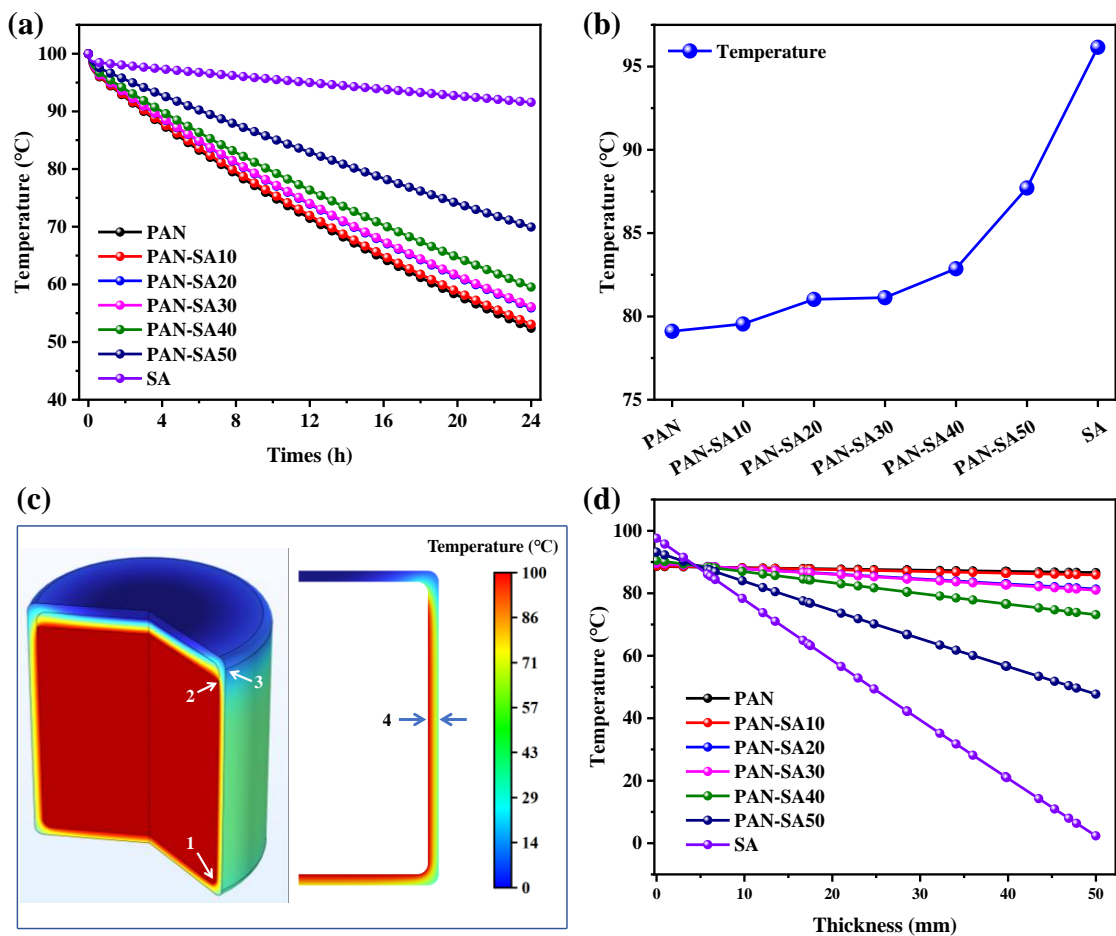 (a)
100
90
80
70
60
50
40
Temperature (°C)
PAN
PAN-SA10
PAN-SA20
PAN-SA30
PAN-SA40
PAN-SA50
SA
0 4 8 12 16 20 24
Times (h)
(b)
Temperature
95
90
85
80
75
Temperature (°C)
PAN PAN-SA10 PAN-SA20 PAN-SA30 PAN-SA40 PAN-SA50 SA
(c)
Temperature (°C)
100
86
71
57
43
29
14
0
2
3
1
4
(d)
100
80
60
40
20
0
Temperature (°C)
PAN
PAN-SA10
PAN-SA20
PAN-SA30
PAN-SA40
PAN-SA50
SA
0 10 20 30 40 50
Thickness (mm)